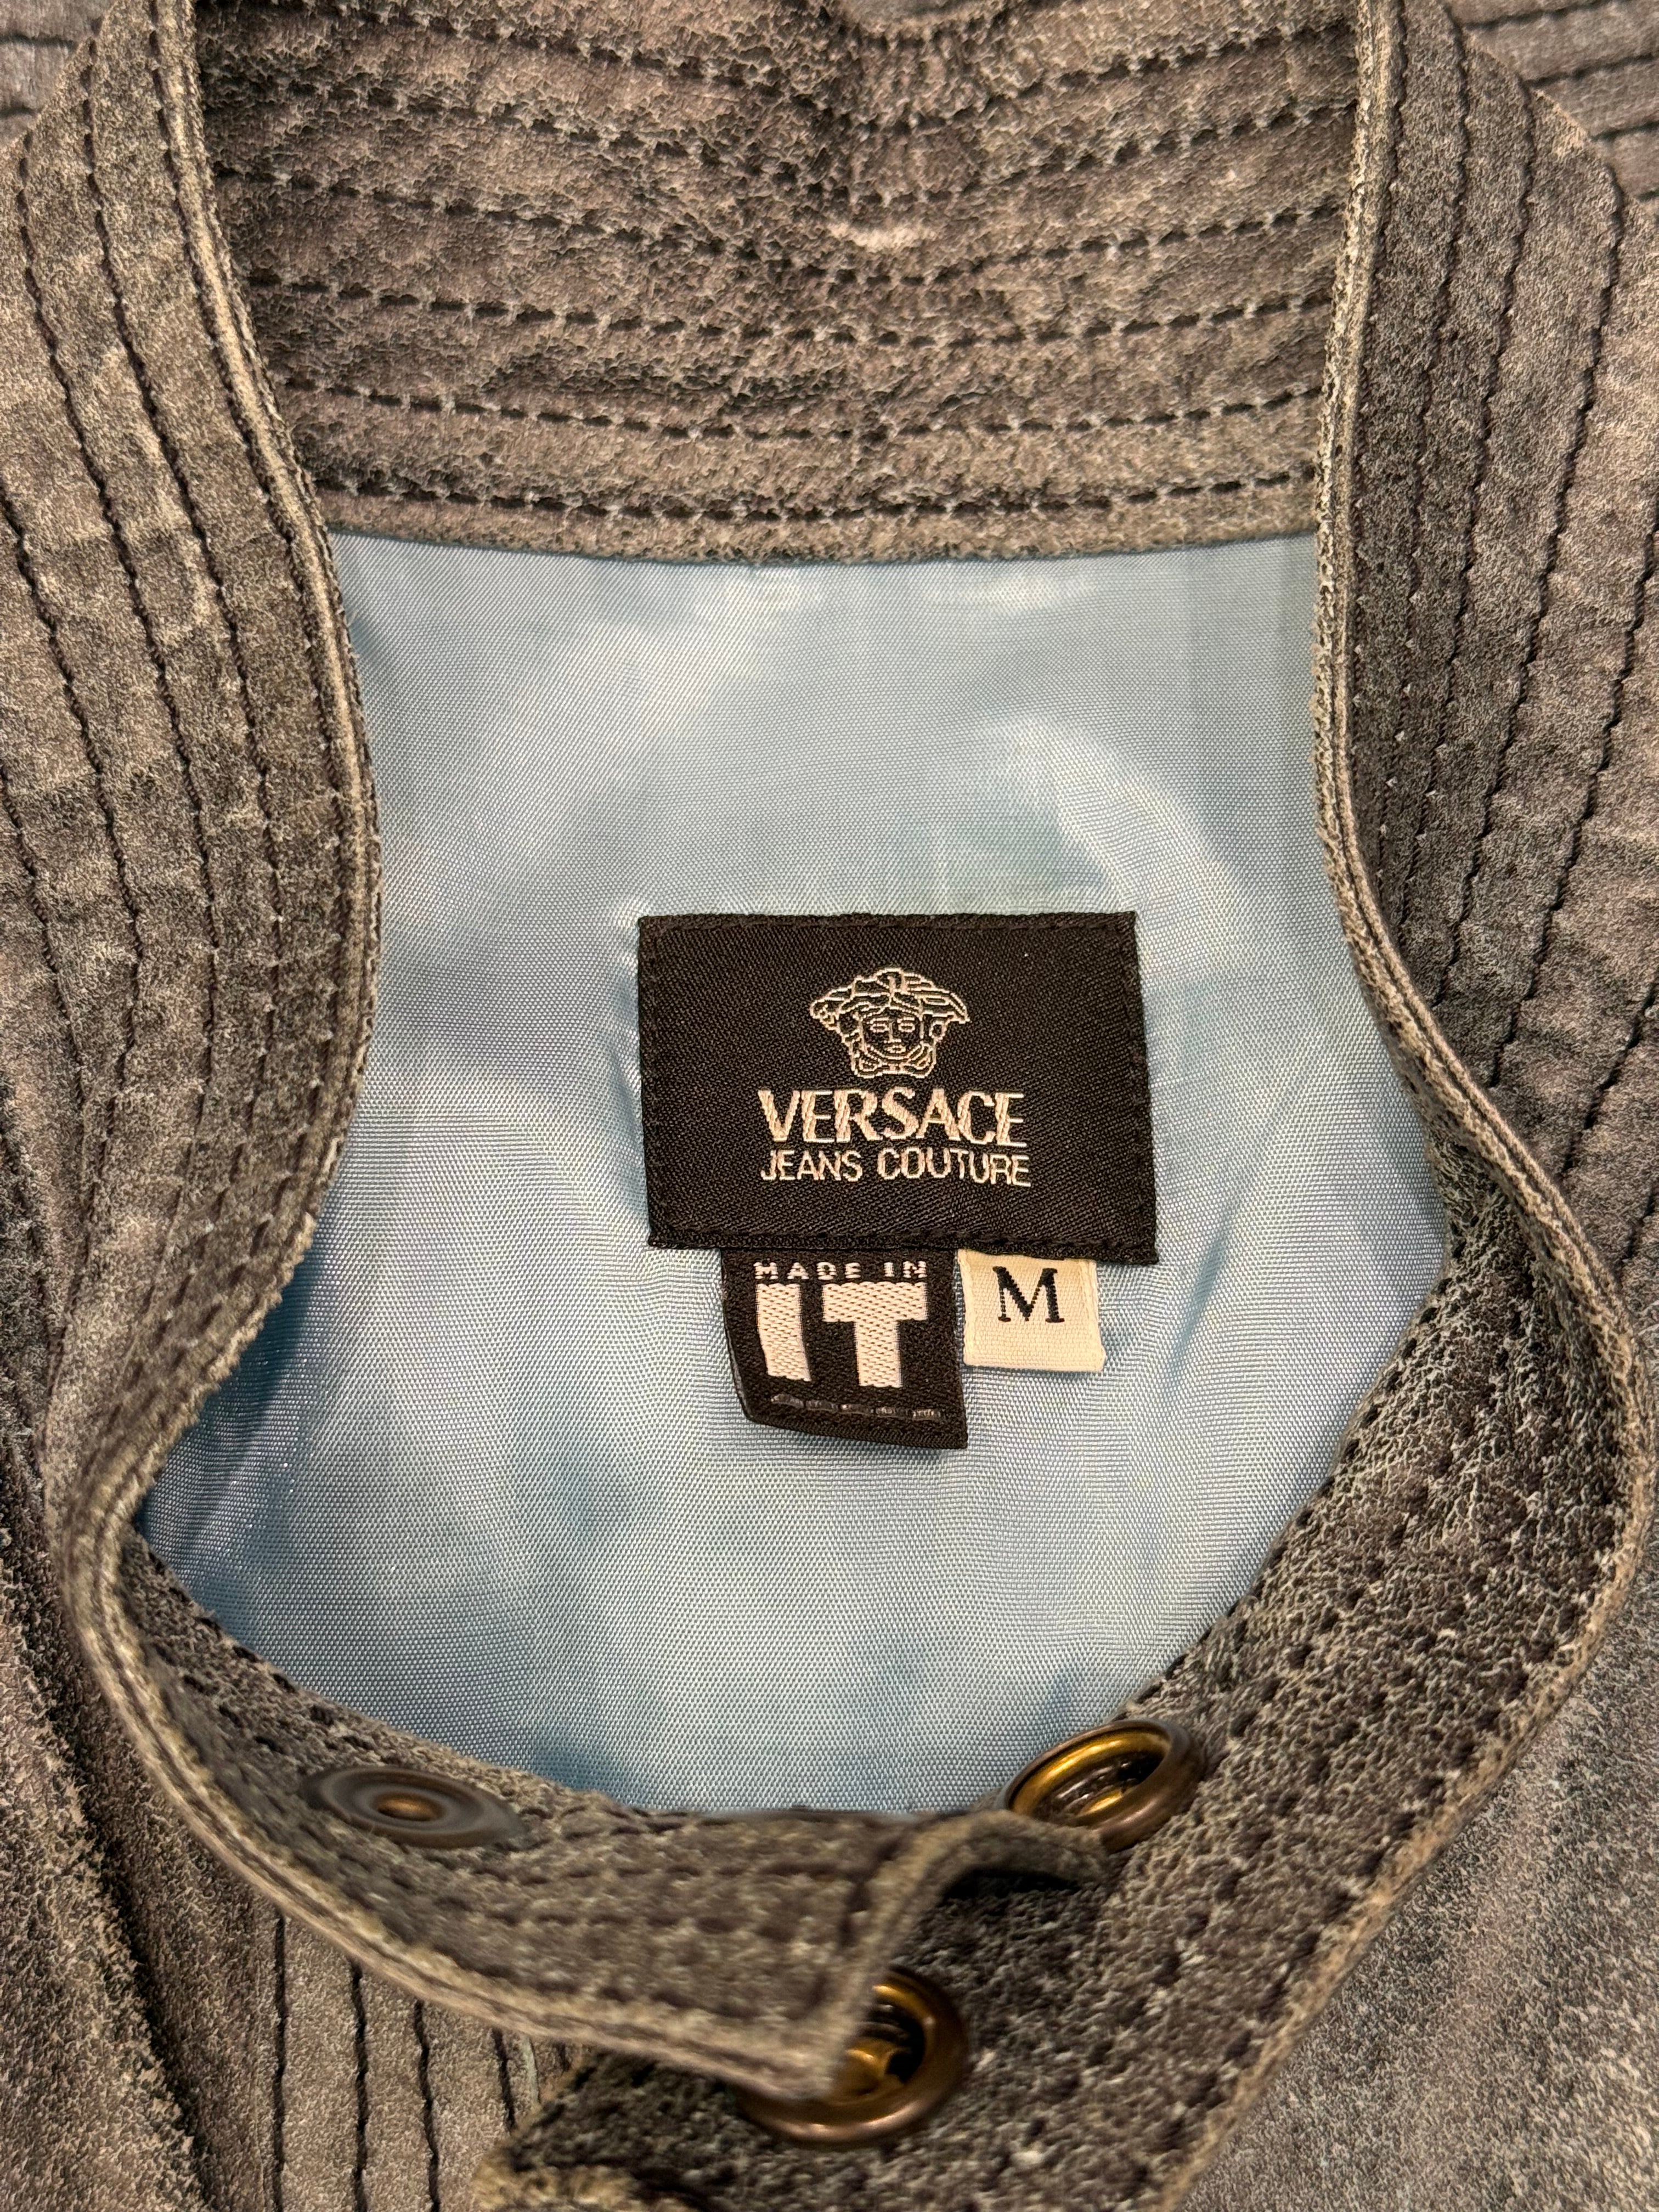 VERSACE
JEANS COUTURE
MADE IN
IT
M